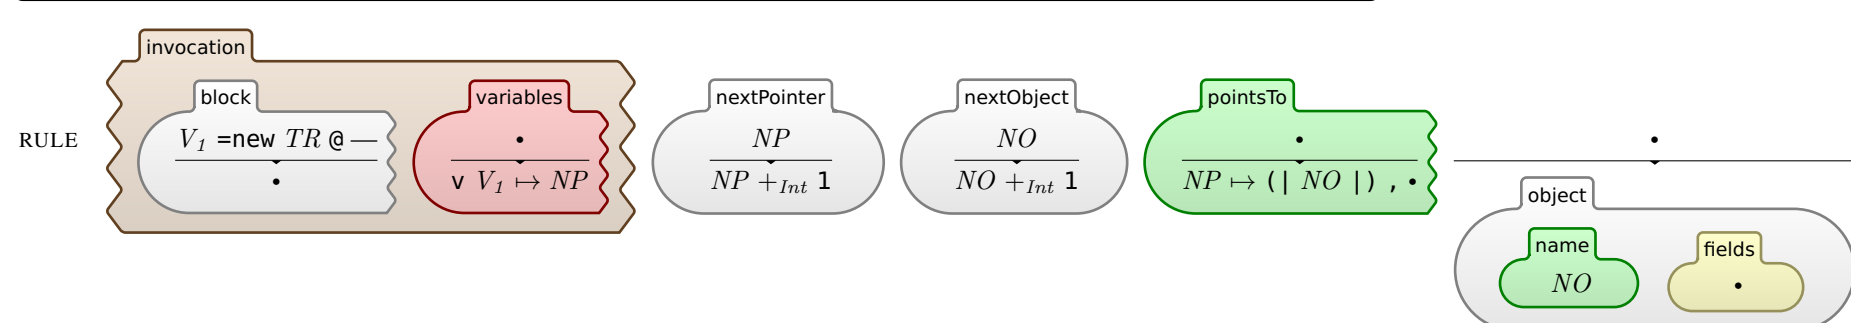 invocation
block variables nextPointer nextObject pointsTo
RULE V₁ =new TR @ — • NP NO • •
• v V₁ ↦ NP NP +Int 1 NO +Int 1 NP ↦ (| NO |) , •
object
name fields
NO •